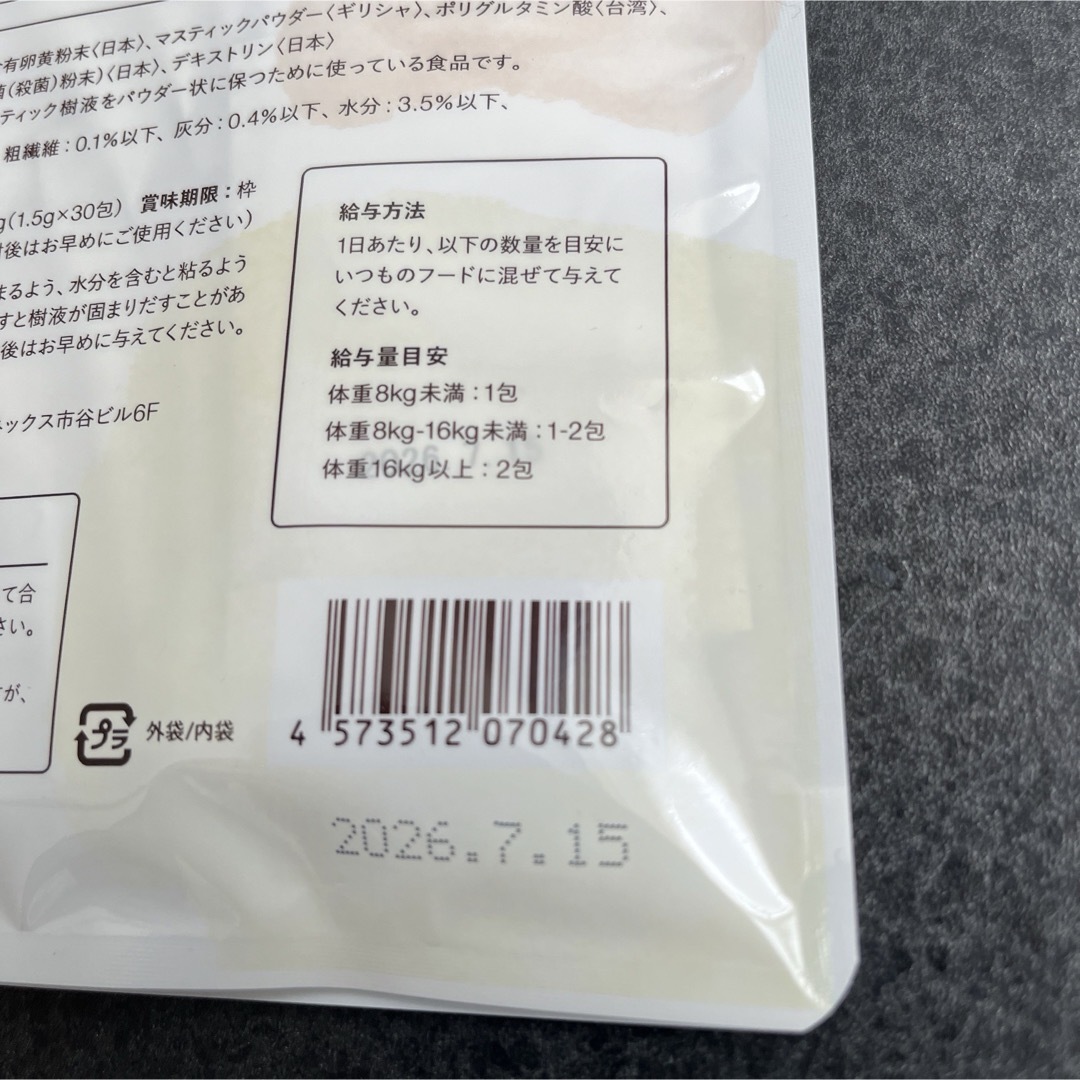 有卵黄粉末〈日本〉、マスティックパウダー〈ギリシャ〉、ポリグルタミン酸〈台湾〉、
菌(殺菌)粉末)〈日本〉、デキストリン〈日本〉
ティック樹液をパウダー状に保つために使っている食品です。
粗繊維：0.1%以下、灰分：0.4%以下、水分：3.5%以下、
g(1.5g×30包) 賞味期限：枠
後はお早めにご使用ください)
まるよう、水分を含むと粘るよう
すと樹液が固まりだすことがあ
後はお早めに与えてください。
ックス市谷ビル6F
給与方法
1日あたり、以下の数量を目安に
いつものフードに混ぜて与えて
ください。
給与量目安
体重8kg未満：1包
体重8kg-16kg未満：1-2包
体重16kg以上：2包
て合
さい。
が、
プラ 外袋/内袋
4 573512 070428
2026.7.15